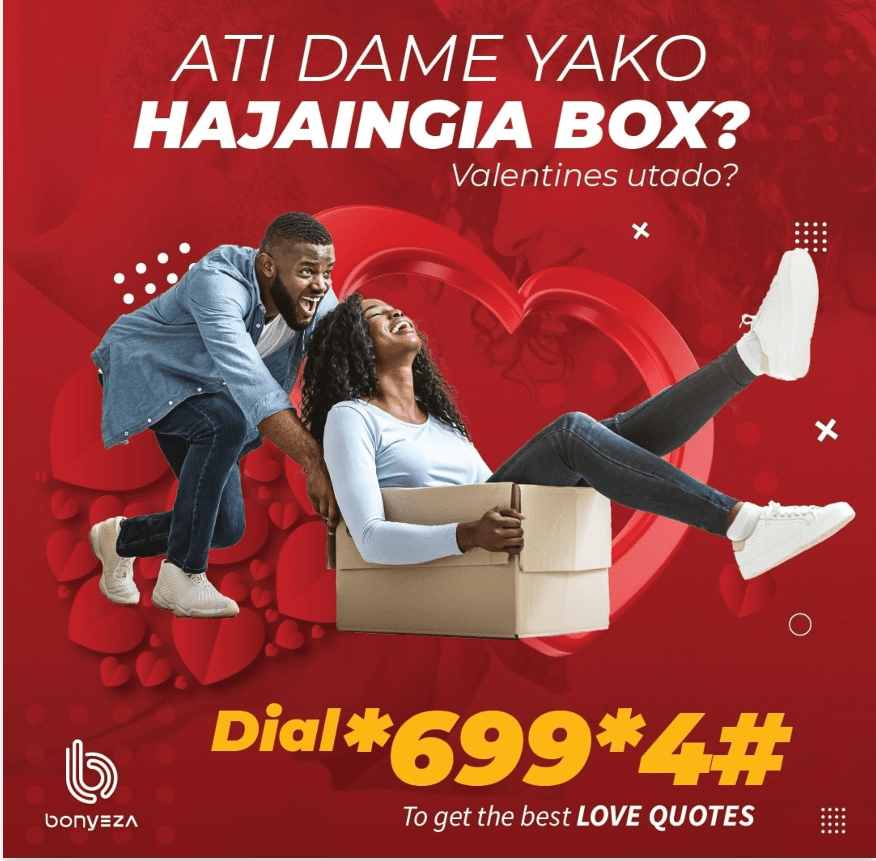 ATI DAME YAKO
HAJAINGIA BOX?
Valentines utado?
Dial*699*4#
To get the best LOVE QUOTES
bonyEZA